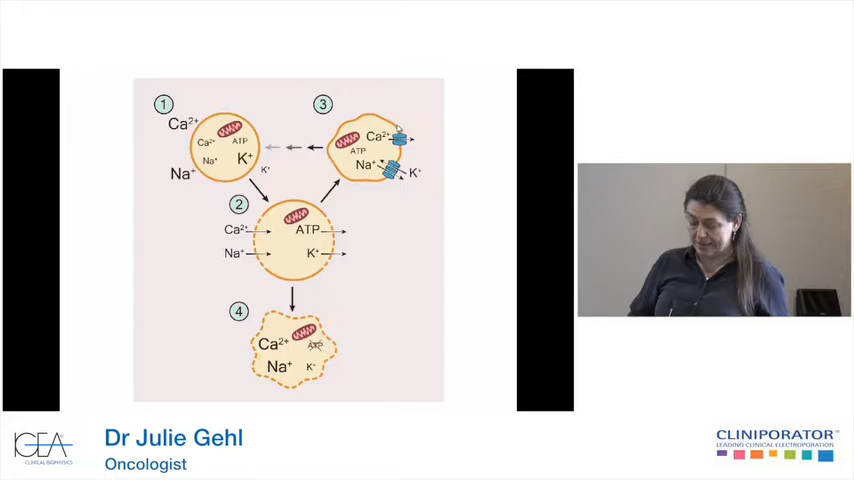 1
Ca2+
Ca2+
ATP
Na+
K+
Na+
K+
3
Ca2+
ATP
Na+
K+
2
Ca2+
ATP
Na+
K+
4
Ca2+
ATP
Na+
K+
IGEA
CLINICAL BIOPHYSICS
Dr Julie Gehl
Oncologist
CLINIPORATOR™
LEADING CLINICAL ELECTROPORATION